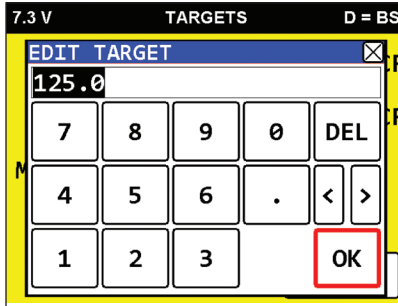 7.3 V TARGETS D = BS
EDIT TARGET
125.0
7 8 9 0 DEL
4 5 6 . < >
1 2 3 OK